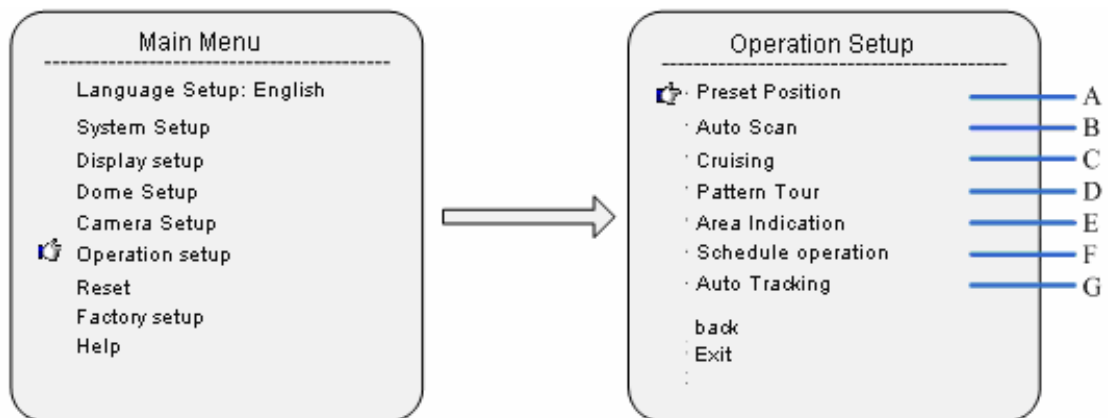 Main Menu
Language Setup: English
System Setup
Display setup
Dome Setup
Camera Setup
Operation setup
Reset
Factory setup
Help
Operation Setup
Preset Position
Auto Scan
Cruising
Pattern Tour
Area Indication
Schedule operation
Auto Tracking
back
Exit
A
B
C
D
E
F
G